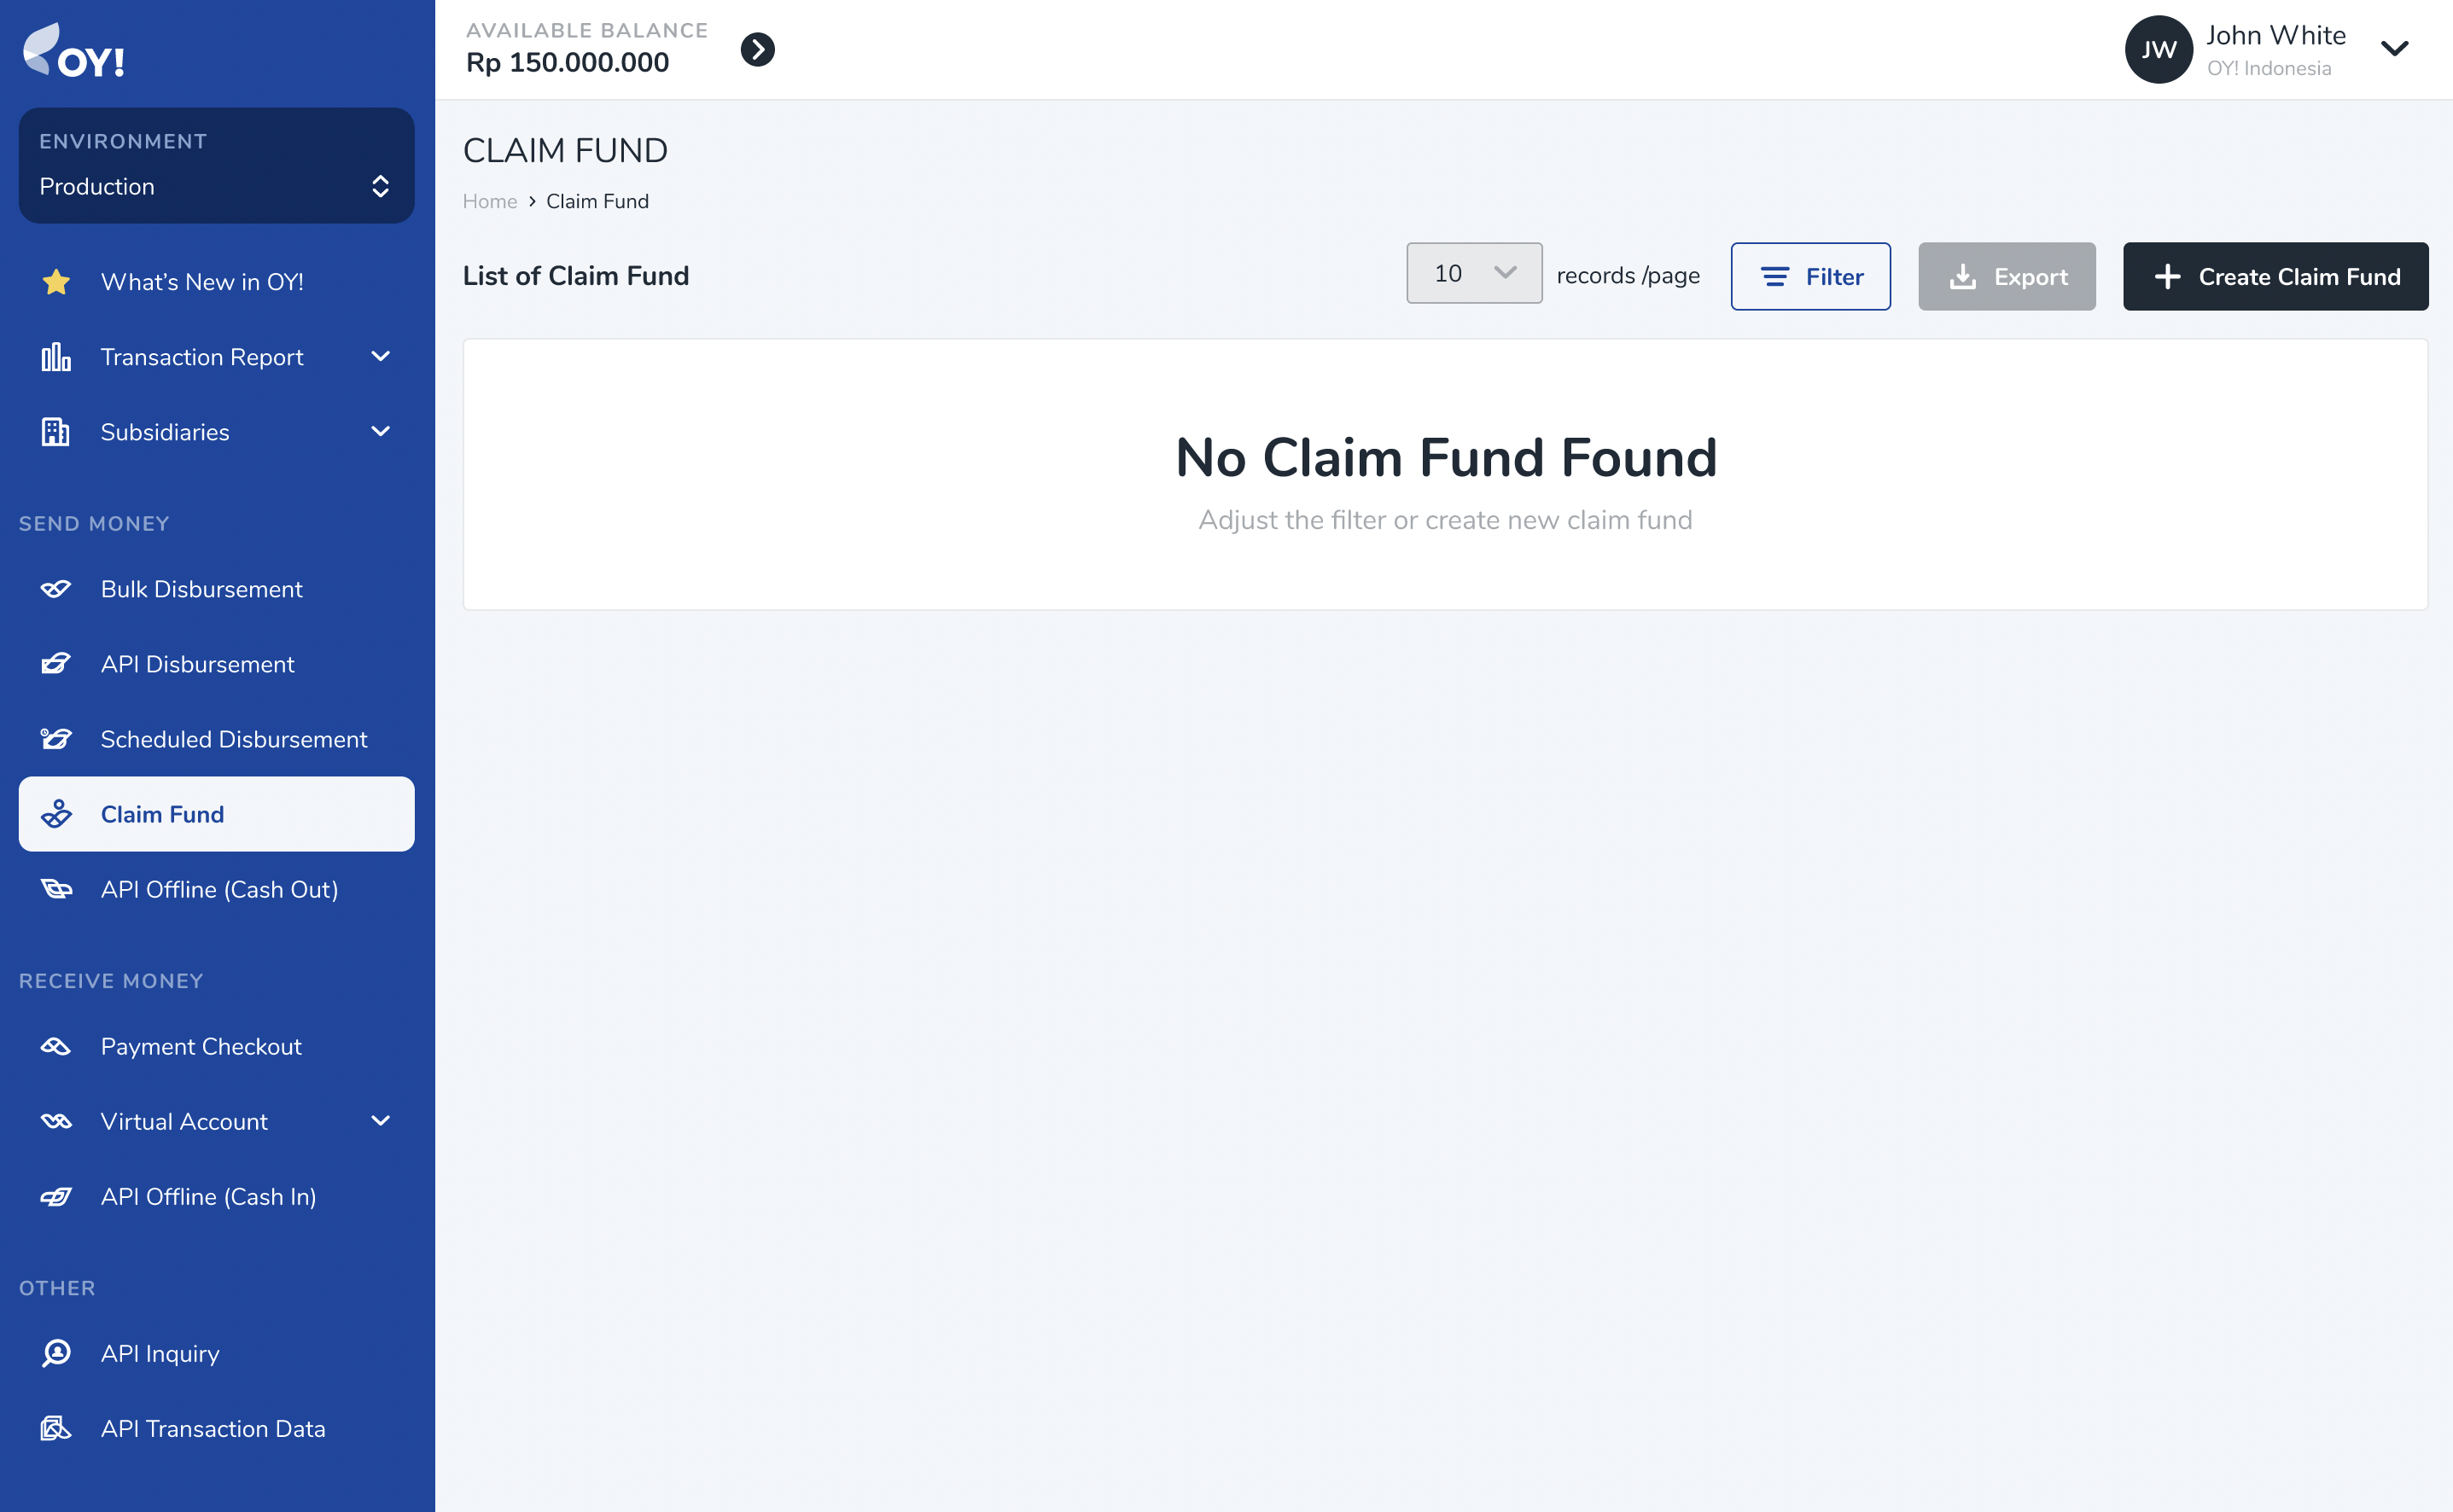 OY!
ENVIRONMENT
Production
What's New in OY!
Transaction Report
Subsidiaries
SEND MONEY
Bulk Disbursement
API Disbursement
Scheduled Disbursement
Claim Fund
API Offline (Cash Out)
RECEIVE MONEY
Payment Checkout
Virtual Account
API Offline (Cash In)
OTHER
API Inquiry
API Transaction Data
AVAILABLE BALANCE
Rp 150.000.000
JW
John White
OY! Indonesia
CLAIM FUND
Home > Claim Fund
List of Claim Fund
10
records /page
Filter
Export
+ Create Claim Fund
No Claim Fund Found
Adjust the filter or create new claim fund